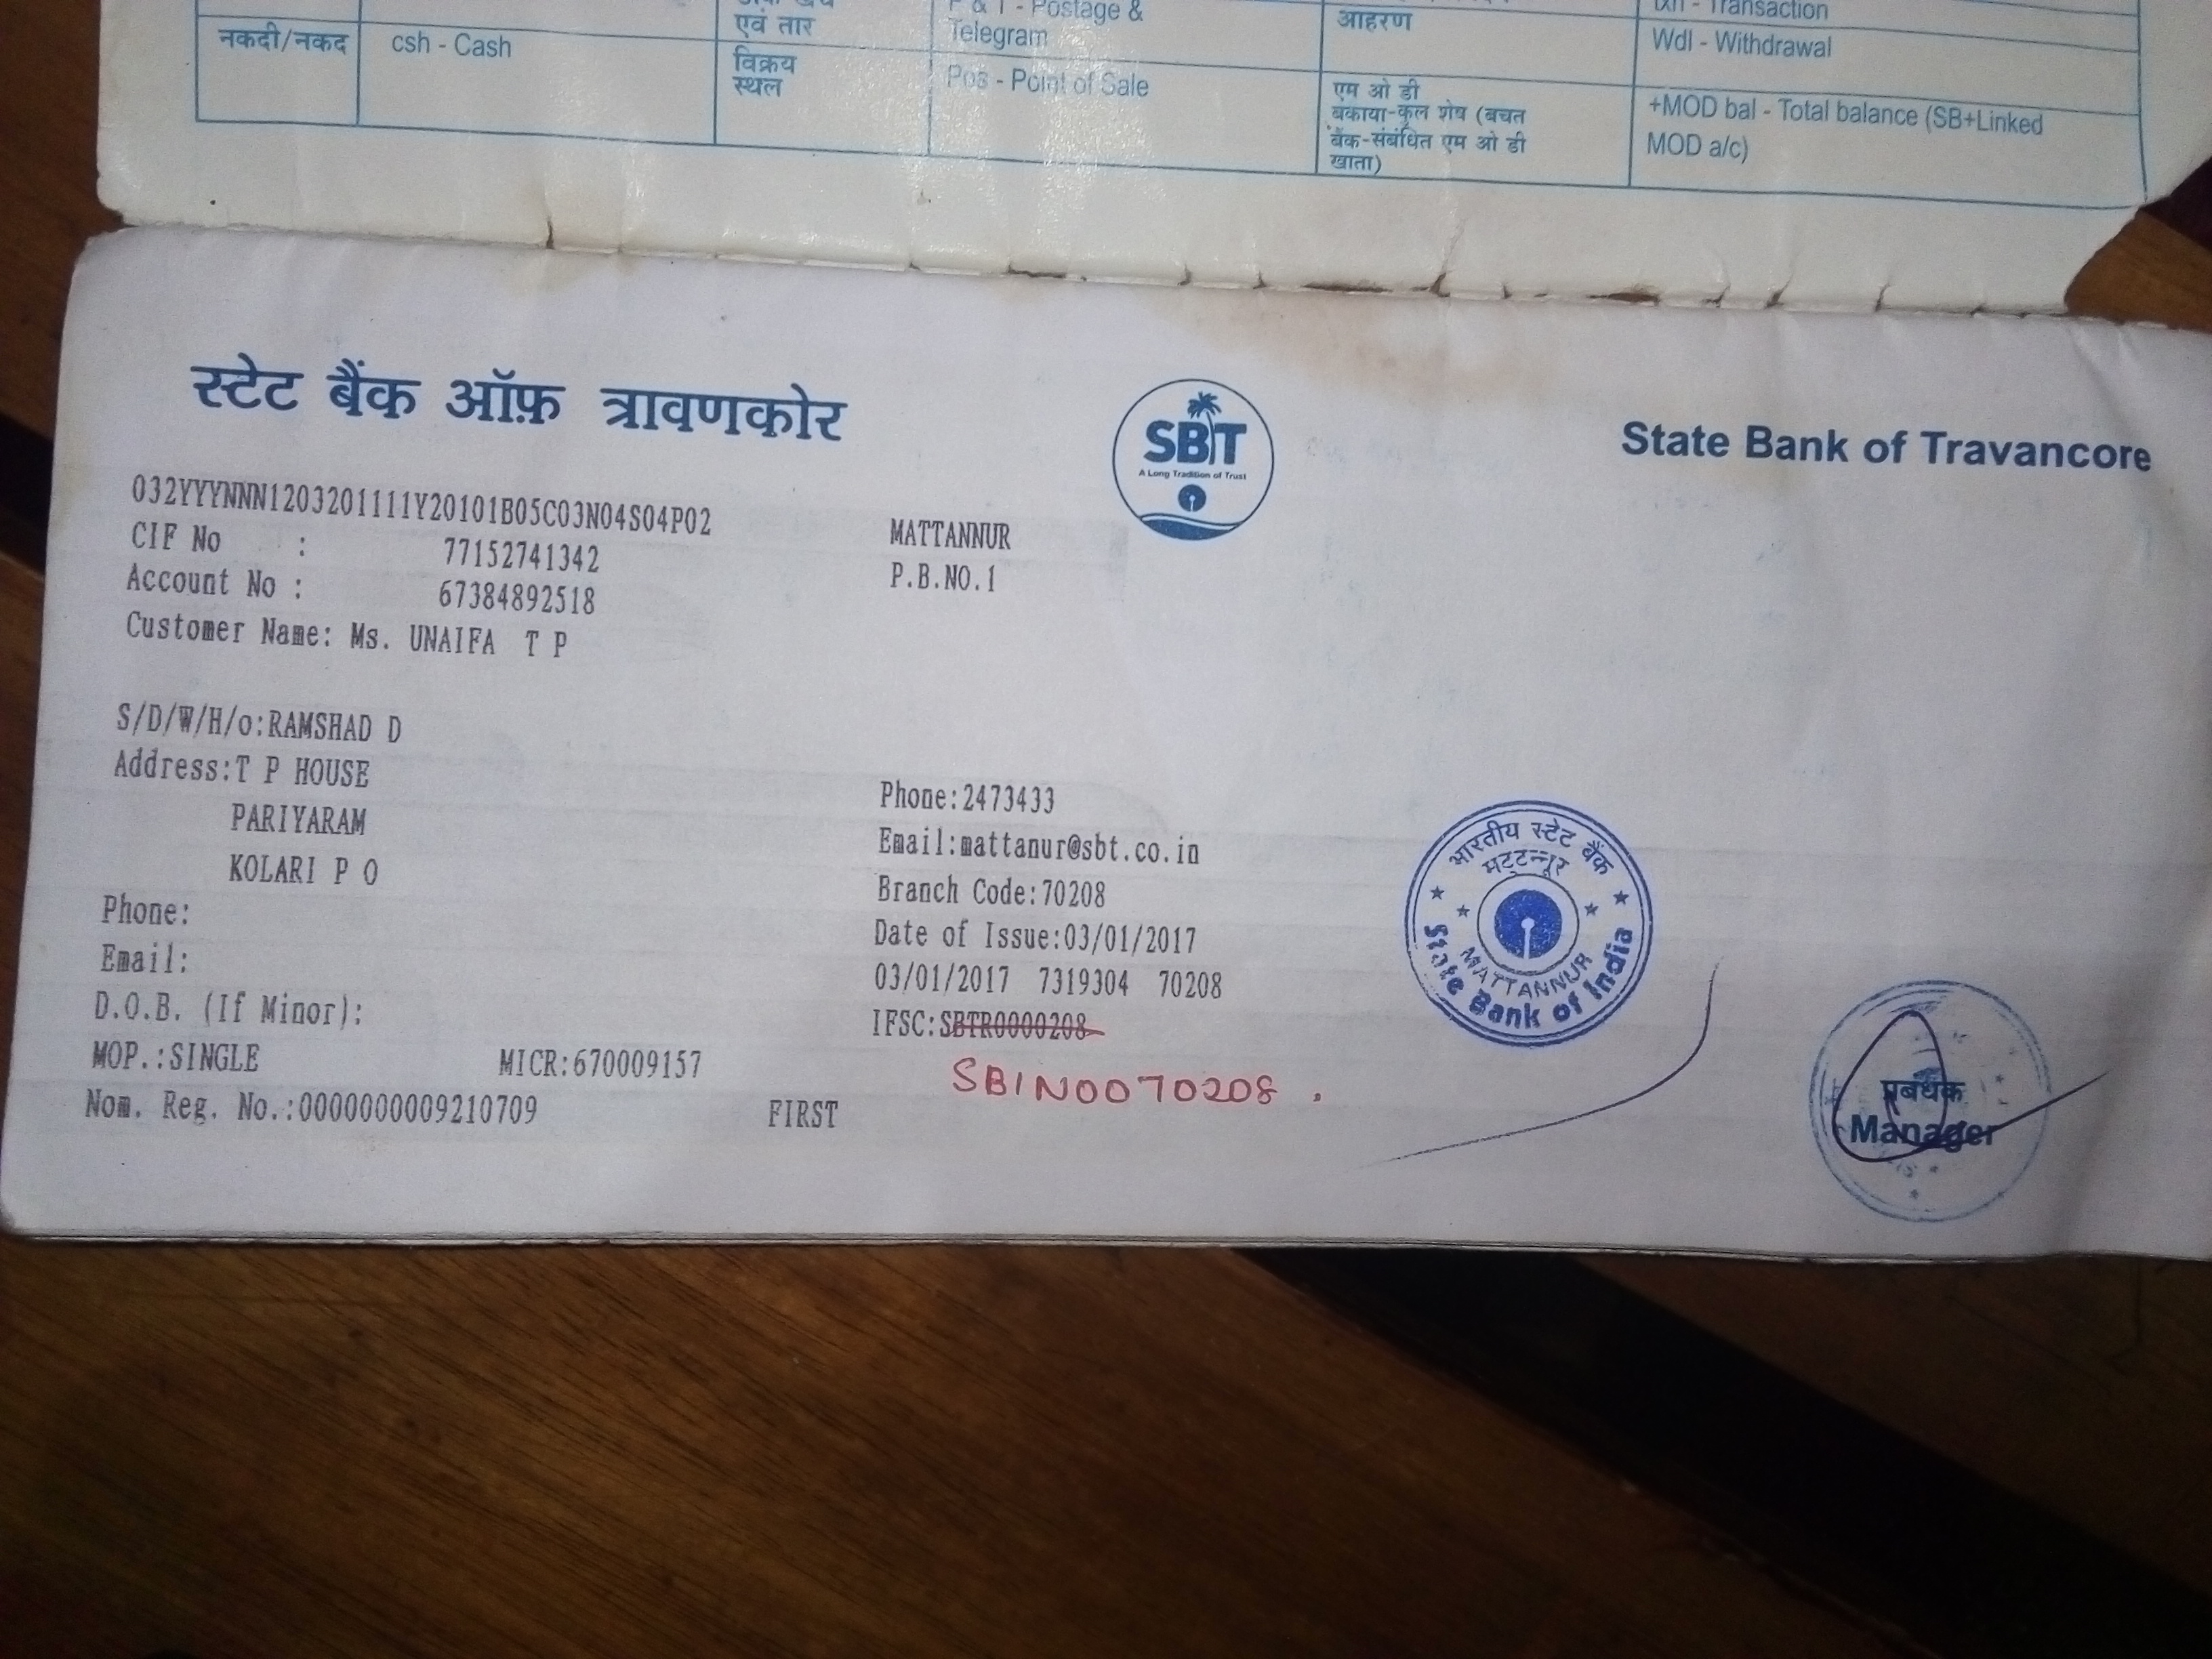 एवं तार
P & T - Postage &
Telegram
आहरण
txn - Transaction
नकदी/नकद
csh - Cash
विक्रय
स्थल
Pos - Point of Sale
Wdl - Withdrawal
एम ओ डी
बकाया-कुल शेष (बचत
बैंक-संबंधित एम ओ डी
खाता)
+MOD bal - Total balance (SB+Linked
MOD a/c)
स्टेट बैंक ऑफ़ त्रावणकोर
SBT
A Long Tradition of Trust
State Bank of Travancore
032YYYNNN1203201111Y20101B05C03N04S04P02
CIF No : 77152741342
MATTANNUR
Account No : 67384892518
P.B.NO.1
Customer Name: Ms. UNAIFA T P
S/D/W/H/o:RAMSHAD D
Address:T P HOUSE
PARIYARAM
KOLARI P O
Phone:
Email:
D.O.B. (If Minor):
MOP.:SINGLE
MICR:670009157
Nom. Reg. No.:0000000009210709
FIRST
Phone:2473433
Email:mattanur@sbt.co.in
Branch Code:70208
Date of Issue:03/01/2017
03/01/2017 7319304 70208
IFSC:SBTR0000208
SBIN0070208.
भारतीय स्टेट बैंक
मट्टन्नूर
MATTANNUR
State Bank of India
प्रबंधक
Manager